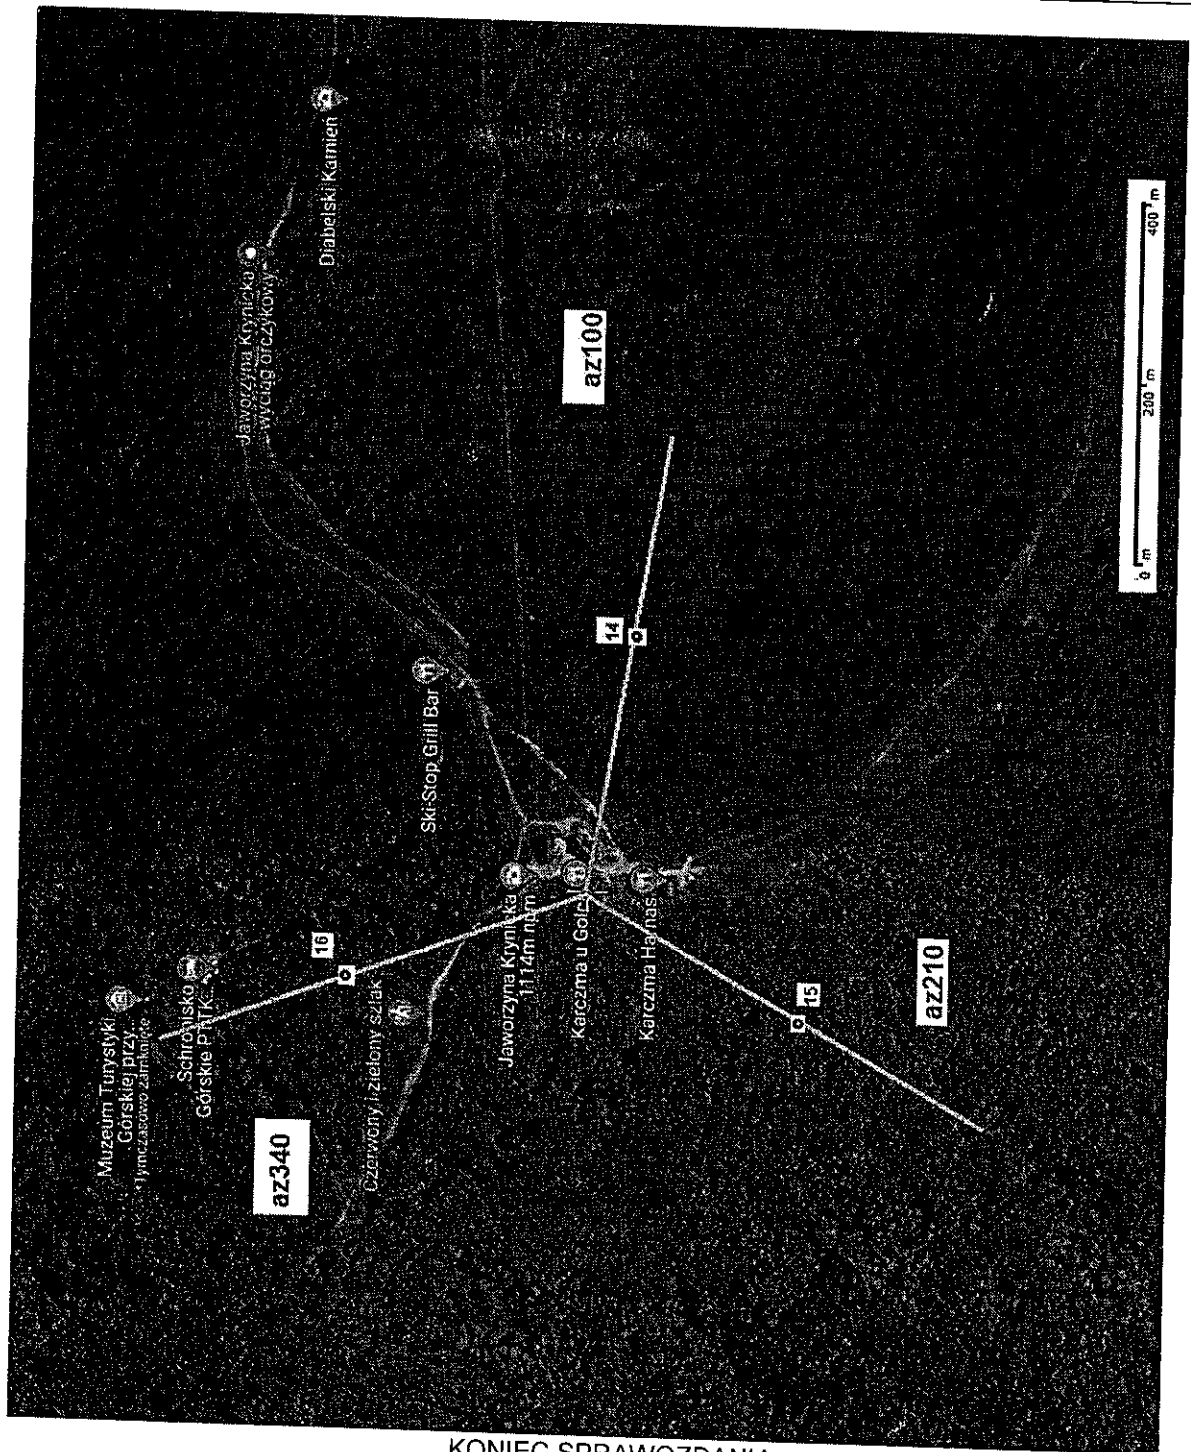 Diabelski Kamień
Jaworzyna Krynicka
wyciąg orczykowy
az100
400 m
200 m
0 m
14
Ski-Stop Grill Bar
16
Muzeum Turystyki
Górskiej przy...
Tymczasowo zamknięte
Schronisko
Górskie PTTK...
Czerwony i zielony szlak
Jaworzyna Krynicka
1114m npm
Karczma u
Karczma Harnaś
15
az210
az340
KONIEC SPRAWOZDANIA